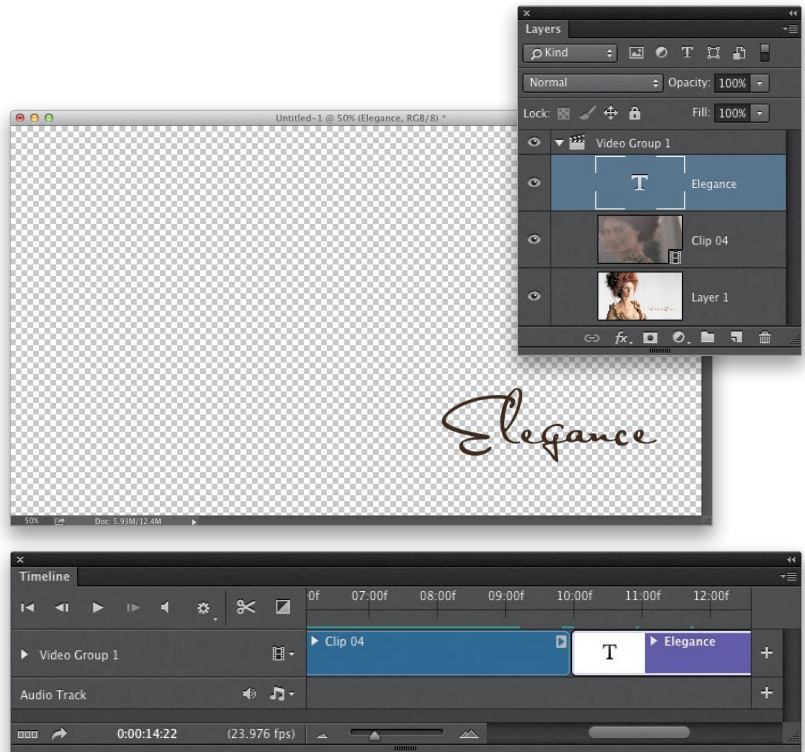 Layers
Kind
T
Normal Opacity: 100%
Lock: Fill: 100%
Untitled-1 @ 50% (Elegance, RGB/8) *
Video Group 1
T Elegance
Clip 04
Layer 1
fx
Elegance
50% Doc: 5.93M/12.4M
Timeline
0f 07:00f 08:00f 09:00f 10:00f 11:00f 12:00f
Video Group 1 Clip 04 T Elegance
Audio Track
0:00:14:22 (23.976 fps)